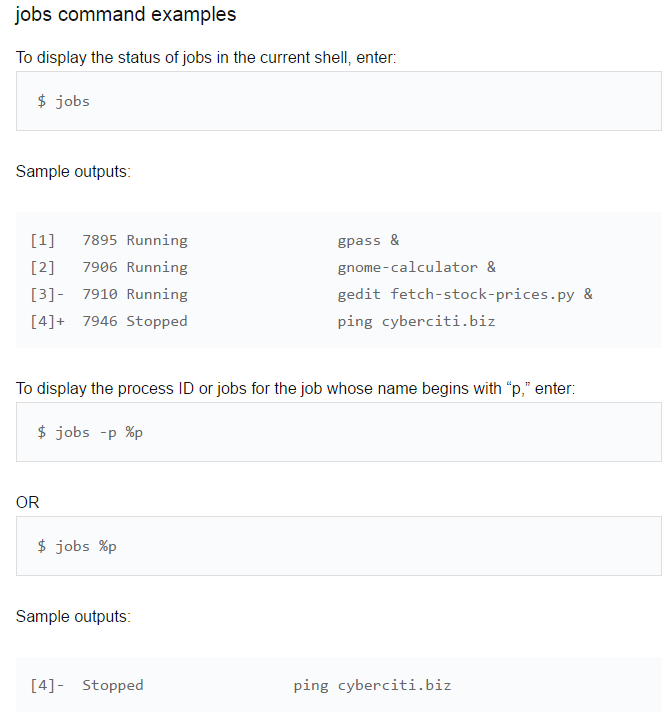 jobs command examples
To display the status of jobs in the current shell, enter:
$ jobs
Sample outputs:
[1]   7895 Running                 gpass &
[2]   7906 Running                 gnome-calculator &
[3]-  7910 Running                 gedit fetch-stock-prices.py &
[4]+  7946 Stopped                 ping cyberciti.biz
To display the process ID or jobs for the job whose name begins with “p,” enter:
$ jobs -p %p
OR
$ jobs %p
Sample outputs:
[4]-  Stopped                 ping cyberciti.biz